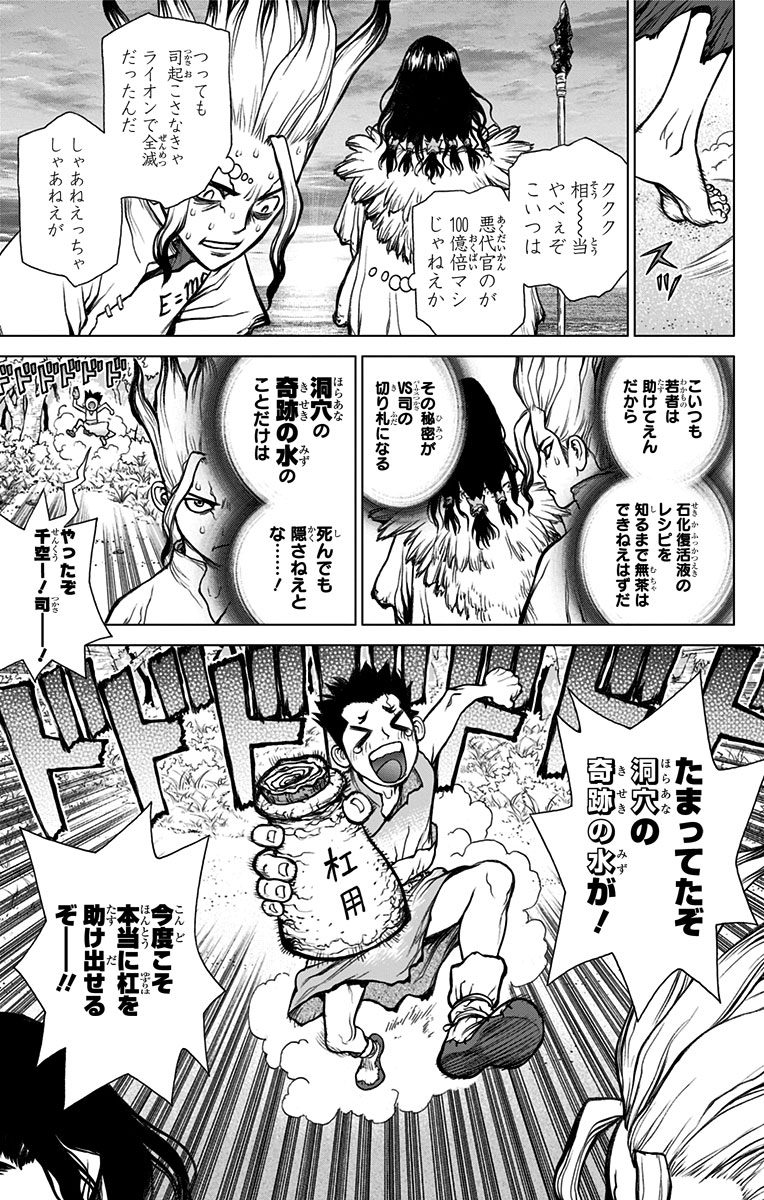 ククク
相〜〜当
やべぇぞ
こいつは
悪代官のが
100億倍マシ
じゃねえか
つっても
司起こさなきゃ
ライオンで全滅
だったんだ
しゃあねえっちゃ
しゃあねえが
E=m
こいつも
若者は
助けてえん
だから
石化復活液の
レシピを
知るまで無茶は
できねえはずだ
その秘密が
VS司の
切り札になる
洞穴の
奇跡の水の
ことだけは
死んでも
隠さねえと
な……!
ドドドドド
やったぞ
千空ー!司
ーー!
たまってたぞ
洞穴の
奇跡の水が!
ドドドドド
杠用
今度こそ
本当に杠を
助け出せる
ぞーー!!